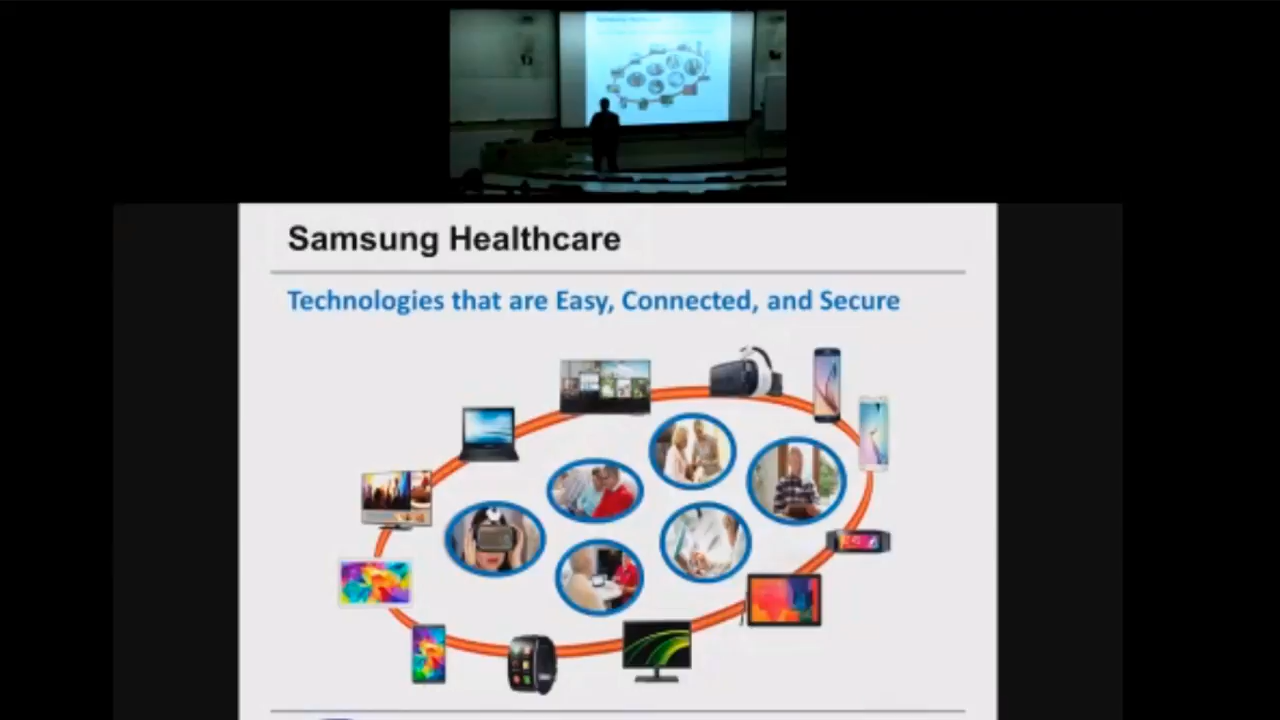 Samsung Healthcare
Technologies that are Easy, Connected, and Secure